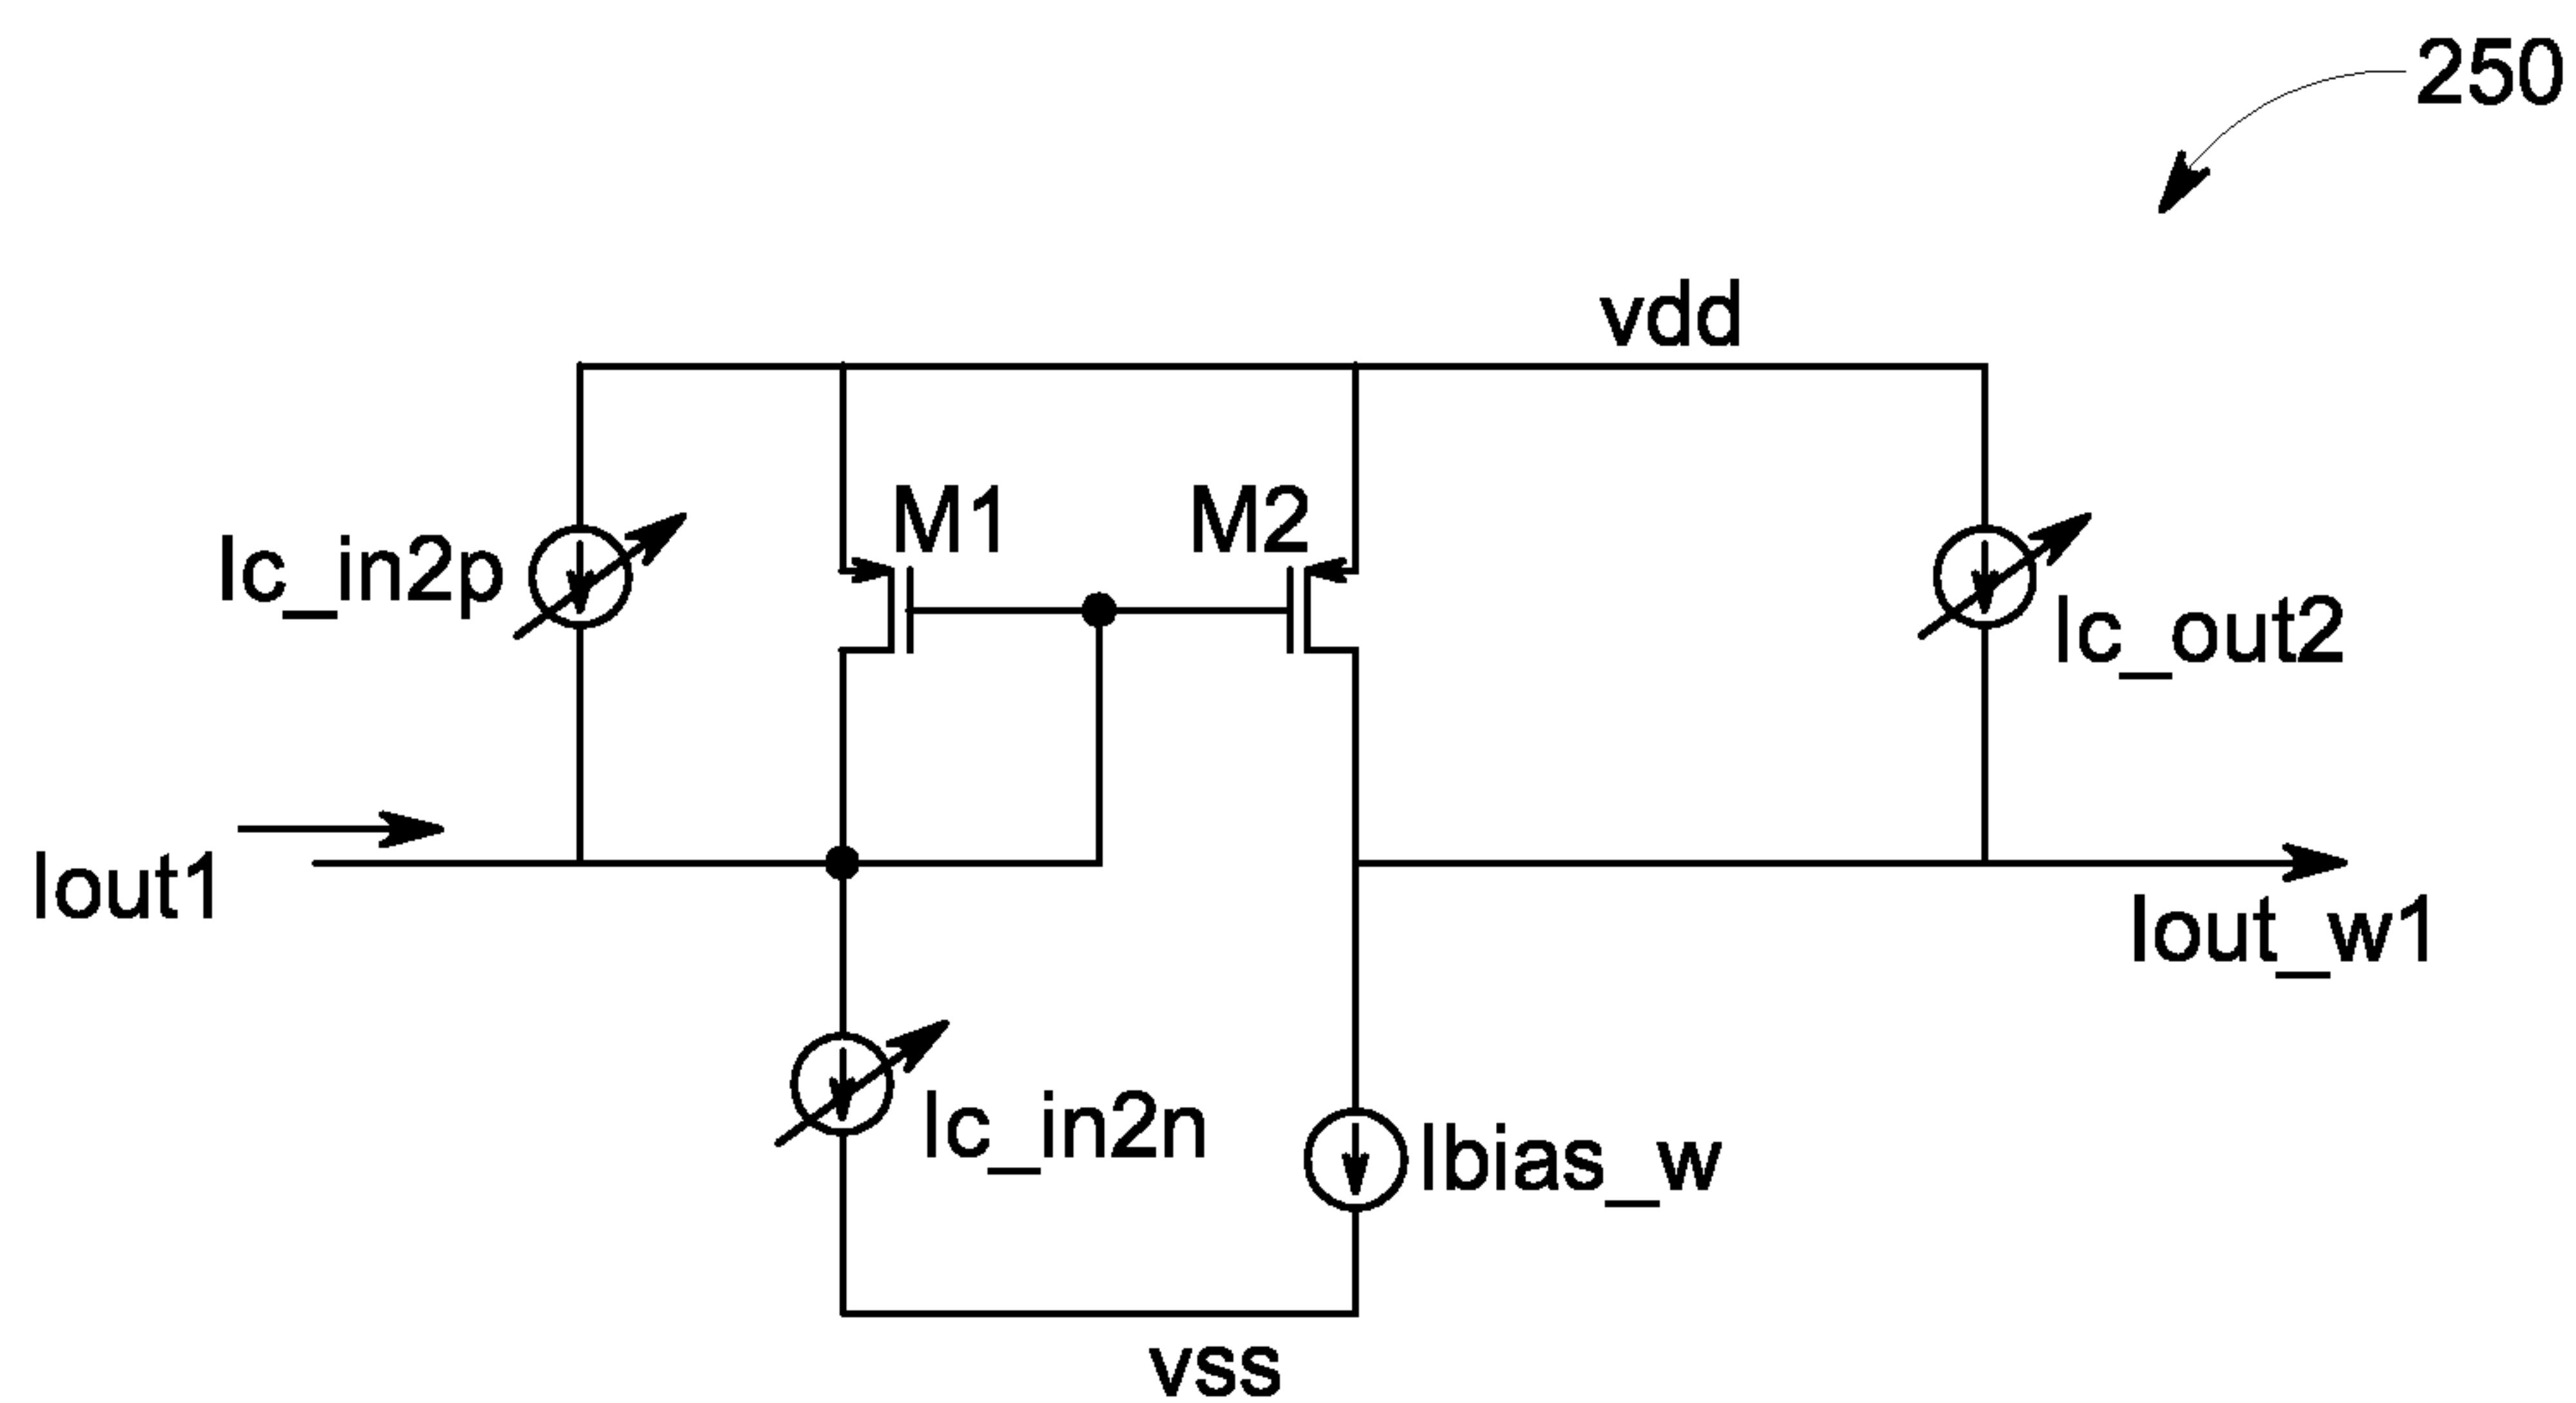 250
vdd
M1
M2
Ic_in2p
Ic_out2
Iout1
Iout_w1
Ic_in2n
Ibias_w
vss